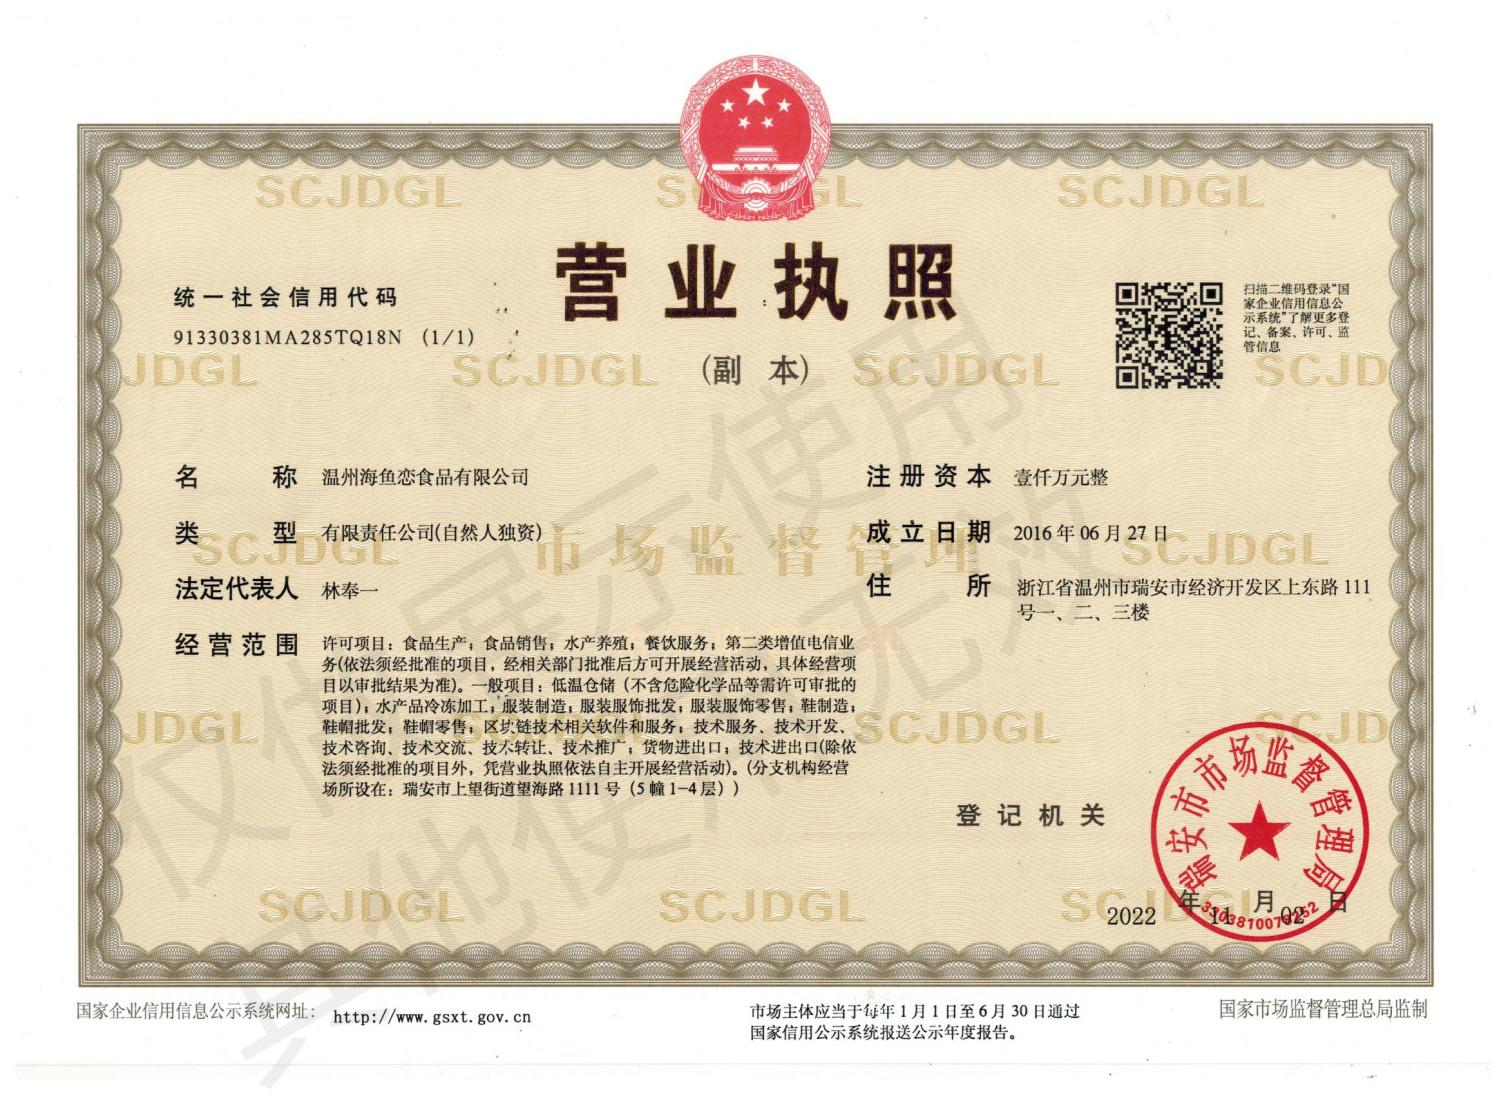 营业执照
(副 本)
统一社会信用代码
91330381MA285TQ18N (1/1)
扫描二维码登录“国
家企业信用信息公
示系统”了解更多登
记、备案、许可、监
管信息
名 称 温州海鱼恋食品有限公司
类 型 有限责任公司(自然人独资)
法定代表人 林奉一
经营范围 许可项目：食品生产；食品销售；水产养殖；餐饮服务；第二类增值电信业
务(依法须经批准的项目，经相关部门批准后方可开展经营活动，具体经营项
目以审批结果为准)。一般项目：低温仓储（不含危险化学品等需许可审批的
项目)；水产品冷冻加工；服装制造；服装服饰批发；服装服饰零售；鞋制造；
鞋帽批发；鞋帽零售；区块链技术相关软件和服务；技术服务、技术开发、
技术咨询、技术交流、技术转让、技术推广；货物进出口；技术进出口(除依
法须经批准的项目外，凭营业执照依法自主开展经营活动)。(分支机构经营
场所设在：瑞安市上望街道望海路1111号（5幢1-4层））
注册资本 壹仟万元整
成立日期 2016年06月27日
住 所 浙江省温州市瑞安市经济开发区上东路111
号一、二、三楼
登记机关
瑞安市市场监督管理局
2022年11月02日
国家企业信用信息公示系统网址： http://www.gsxt.gov.cn
市场主体应当于每年1月1日至6月30日通过
国家信用公示系统报送公示年度报告。
国家市场监督管理总局监制
SCJDGL
市场监督管理
仅供展示使用
其他使用无效